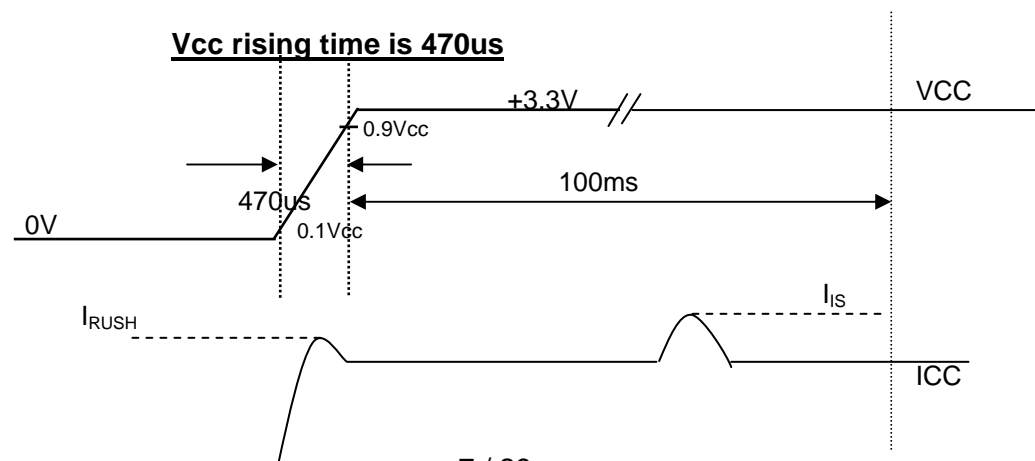 Vcc rising time is 470us
+3.3V
VCC
0.9Vcc
100ms
470us
0V
0.1Vcc
IRUSH
IIS
ICC